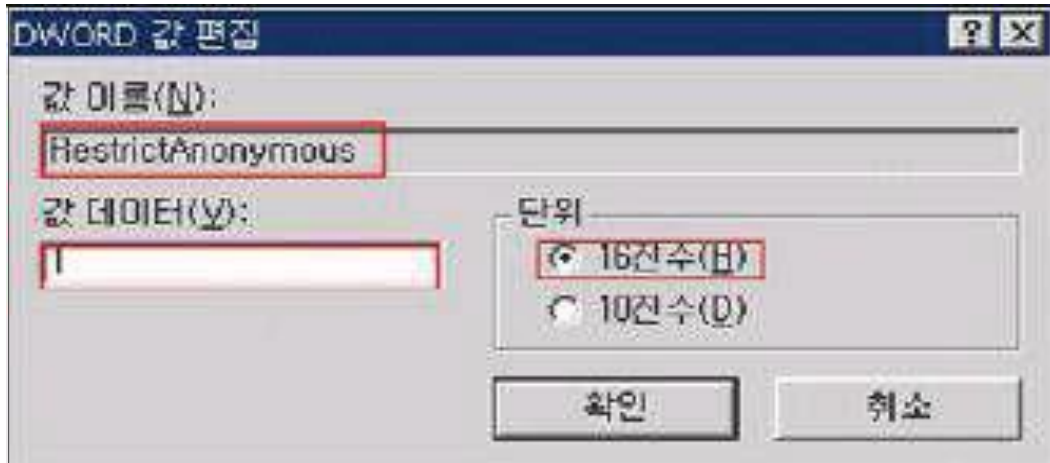 DWORD 값 편집
값 이름(N):
RestrictAnonymous
값 데이터(V):
단위
16진수(H)
10진수(D)
확인
취소